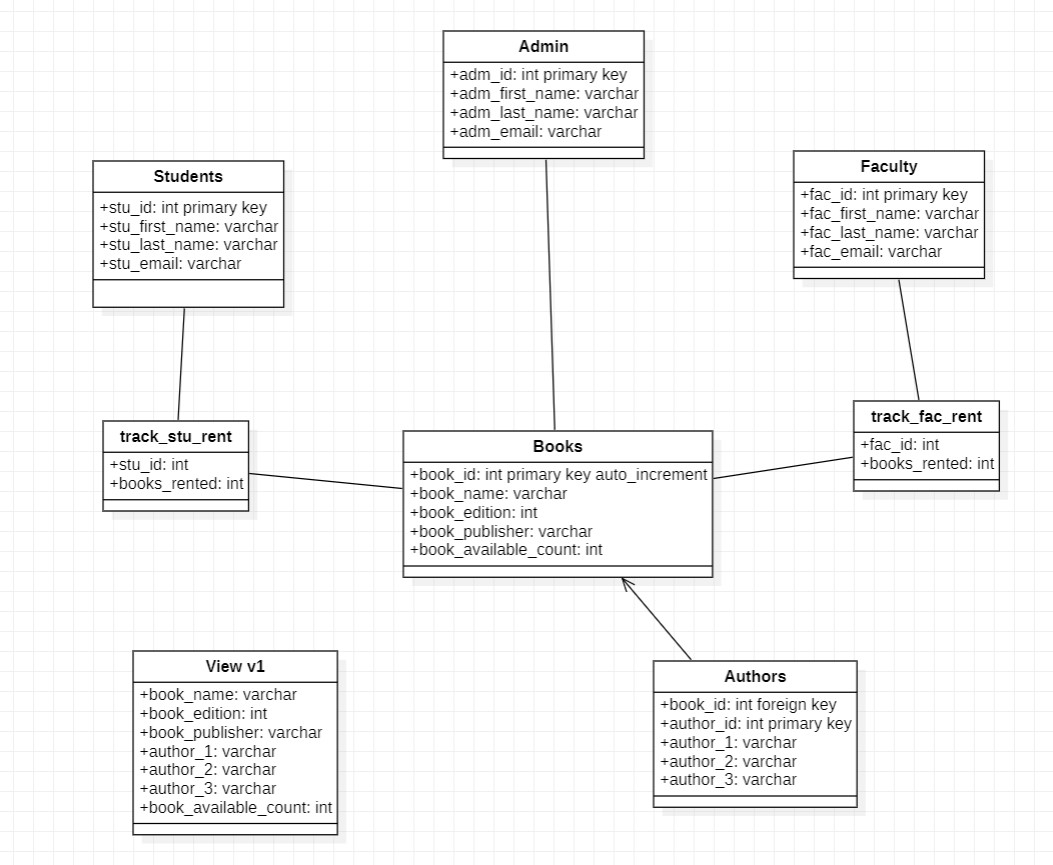 Admin
+adm_id: int primary key
+adm_first_name: varchar
+adm_last_name: varchar
+adm_email: varchar
Students
+stu_id: int primary key
+stu_first_name: varchar
+stu_last_name: varchar
+stu_email: varchar
Faculty
+fac_id: int primary key
+fac_first_name: varchar
+fac_last_name: varchar
+fac_email: varchar
track_stu_rent
+stu_id: int
+books_rented: int
Books
+book_id: int primary key auto_increment
+book_name: varchar
+book_edition: int
+book_publisher: varchar
+book_available_count: int
track_fac_rent
+fac_id: int
+books_rented: int
View v1
+book_name: varchar
+book_edition: int
+book_publisher: varchar
+author_1: varchar
+author_2: varchar
+author_3: varchar
+book_available_count: int
Authors
+book_id: int foreign key
+author_id: int primary key
+author_1: varchar
+author_2: varchar
+author_3: varchar